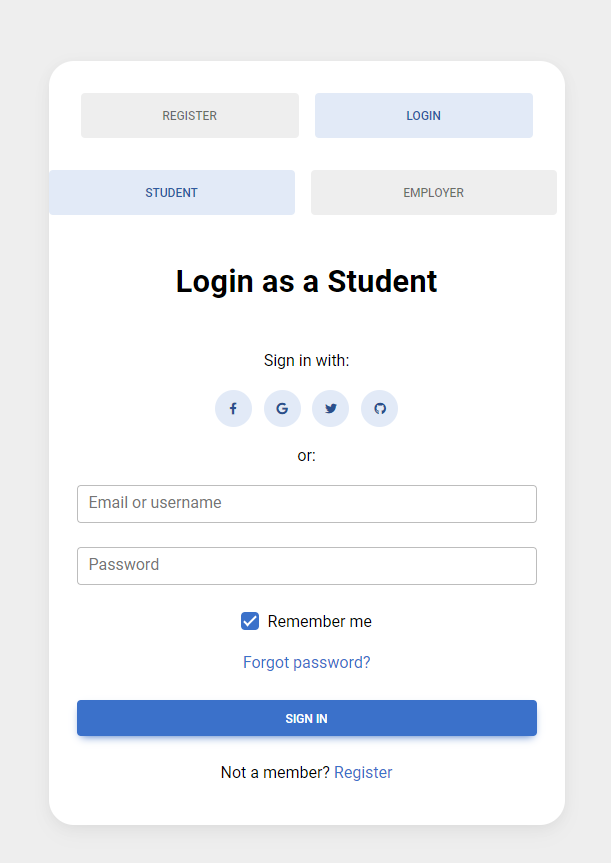 REGISTER LOGIN
STUDENT EMPLOYER
Login as a Student
Sign in with:
or:
Email or username
Password
Remember me
Forgot password?
SIGN IN
Not a member? Register